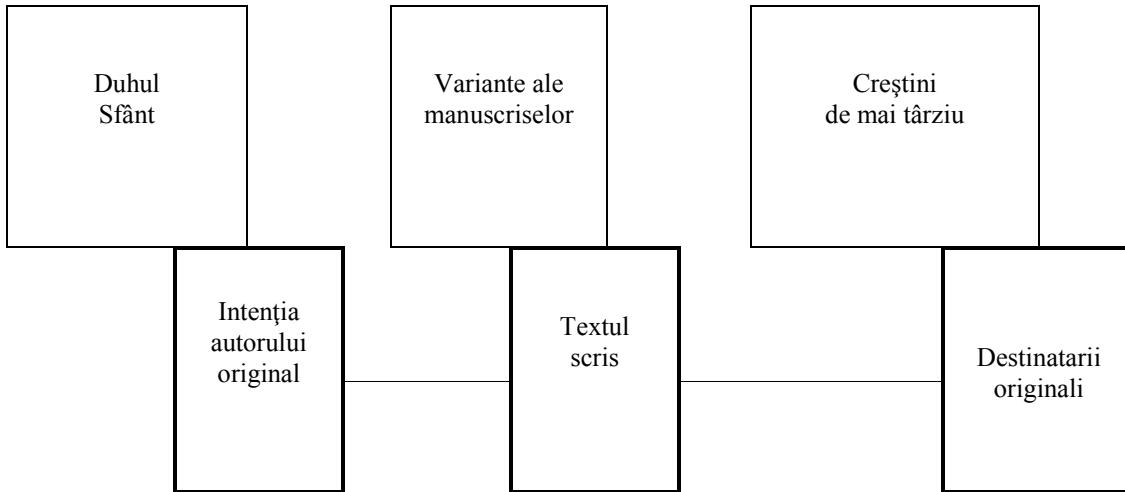 Duhul
Sfânt
Variante ale
manuscriselor
Creştini
de mai târziu
Intenţia
autorului
original
Textul
scris
Destinatarii
originali